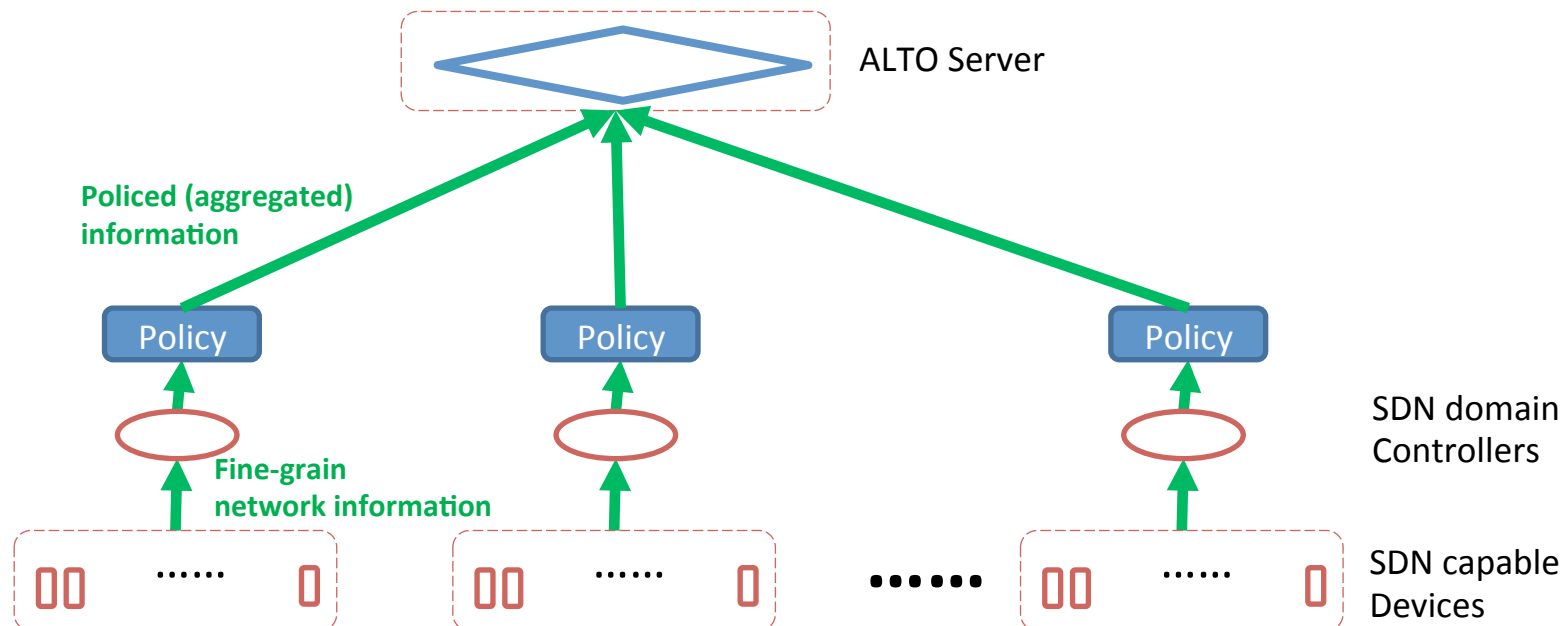 ALTO Server
Policed (aggregated)
information
Policy
Policy
Policy
SDN domain
Controllers
Fine-grain
network information
......
......
......
......
SDN capable
Devices